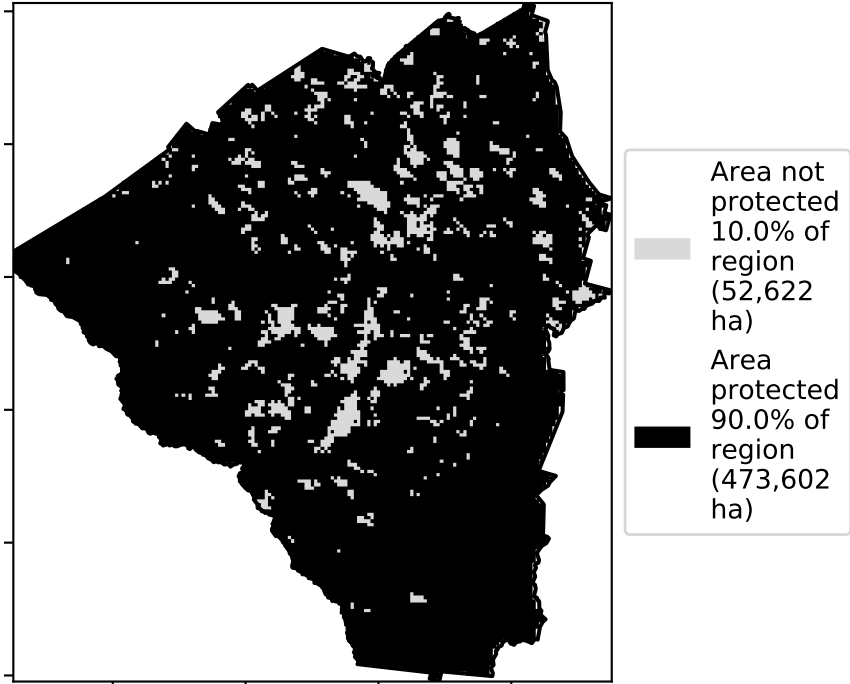 Area not
protected
10.0% of
region
(52,622
ha)
Area
protected
90.0% of
region
(473,602
ha)